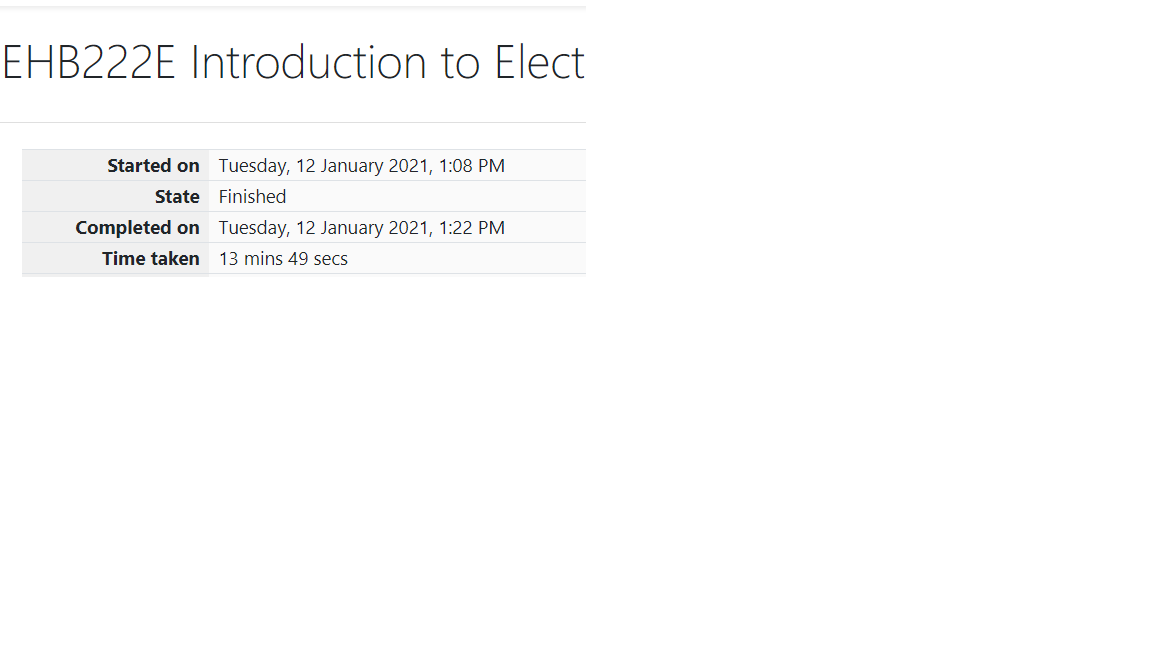 EHB222E Introduction to Elect
Started on Tuesday, 12 January 2021, 1:08 PM
State Finished
Completed on Tuesday, 12 January 2021, 1:22 PM
Time taken 13 mins 49 secs